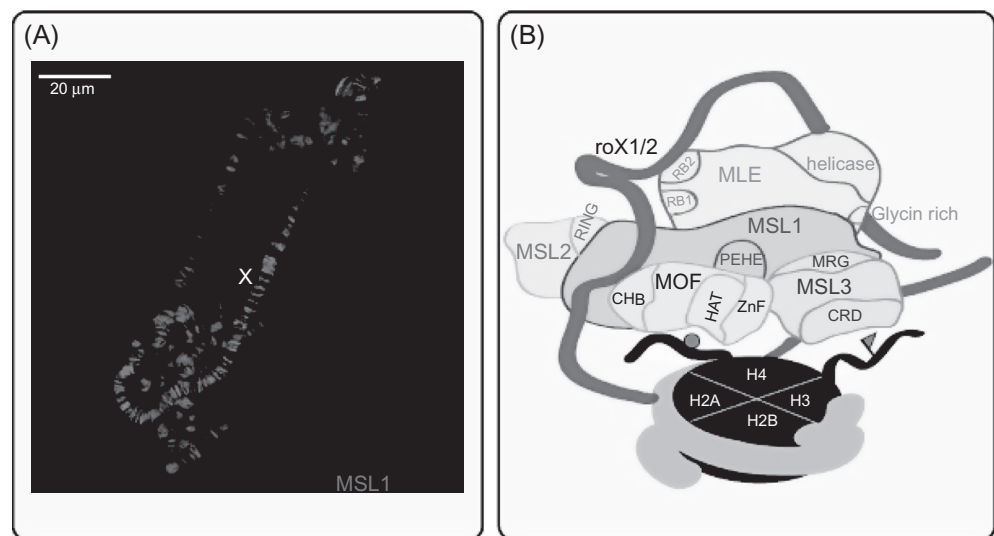 (A)
20 μm
X
MSL1
(B)
roX1/2
RB2
MLE
helicase
RB1
Glycin rich
RING
MSL1
MSL2
PEHE
MRG
MOF
MSL3
CHB
HAT
ZnF
CRD
H4
H2A
H3
H2B